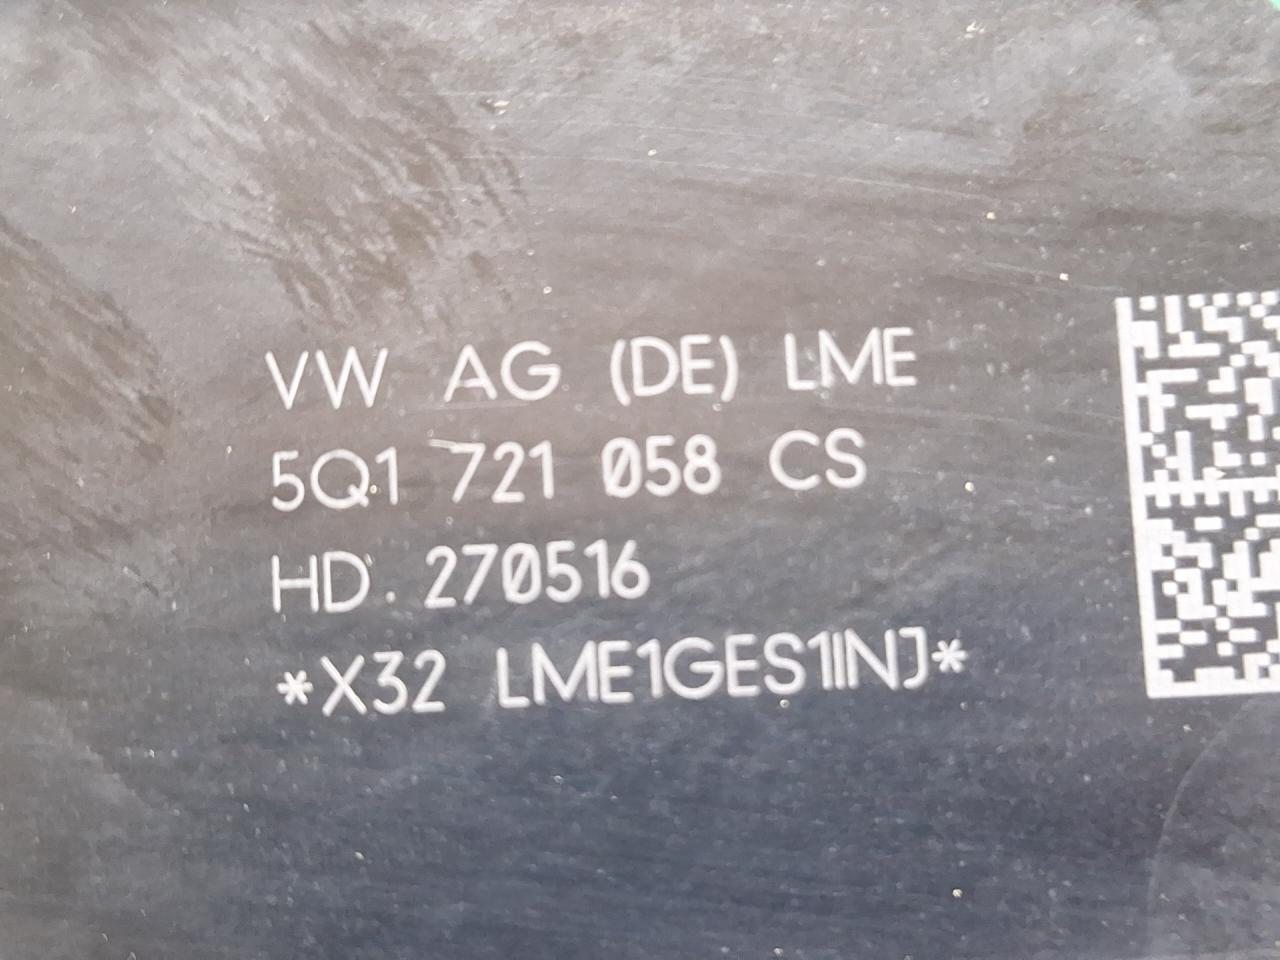 VW AG (DE) LME
5Q1 721 058 CS
HD. 270516
*X32 LME1GES1INJ*